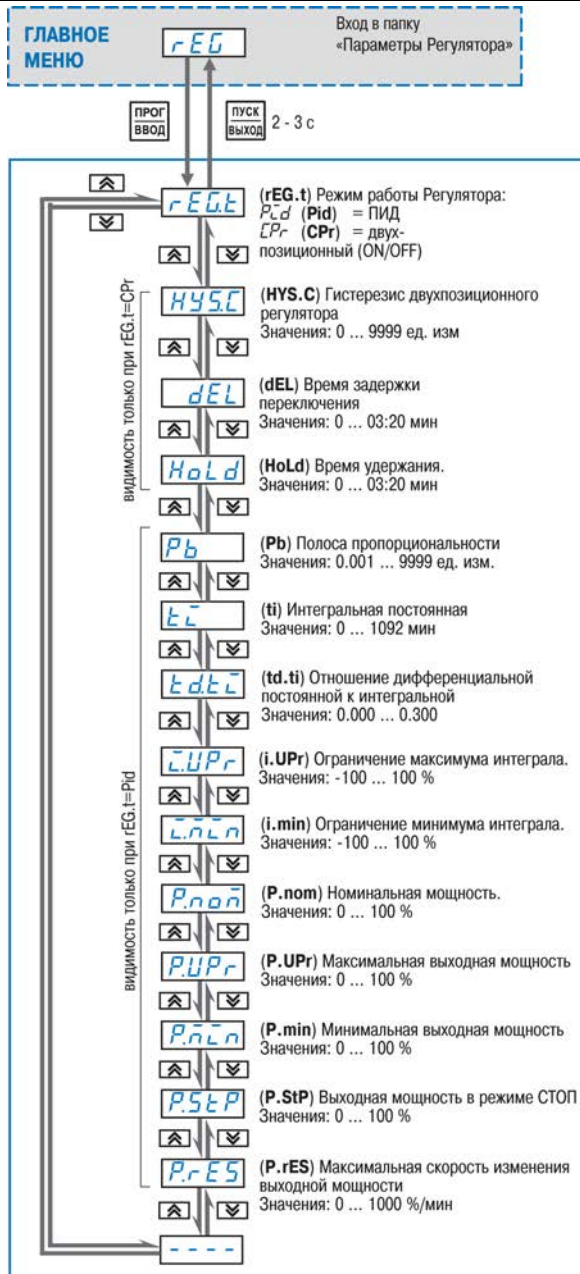 ГЛАВНОЕ
МЕНЮ
rEG
Вход в папку
«Параметры Регулятора»
ПРОГ
ВВОД
ПУСК
ВЫХОД
2 - 3 с
rEG.t
(rEG.t) Режим работы Регулятора:
Pid (Pid) = ПИД
CPr (CPr) = двух-
позиционный (ON/OFF)
видимость только при rEG.t=CPr
HYS.C
(HYS.C) Гистерезис двухпозиционного
регулятора
Значения: 0 ... 9999 ед. изм
dEL
(dEL) Время задержки
переключения
Значения: 0 ... 03:20 мин
HoLd
(HoLd) Время удержания.
Значения: 0 ... 03:20 мин
видимость только при rEG.t=Pid
Pb
(Pb) Полоса пропорциональности
Значения: 0.001 ... 9999 ед. изм.
ti
(ti) Интегральная постоянная
Значения: 0 ... 1092 мин
td.ti
(td.ti) Отношение дифференциальной
постоянной к интегральной
Значения: 0.000 ... 0.300
i.UPr
(i.UPr) Ограничение максимума интеграла.
Значения: -100 ... 100 %
i.min
(i.min) Ограничение минимума интеграла.
Значения: -100 ... 100 %
P.nom
(P.nom) Номинальная мощность.
Значения: 0 ... 100 %
P.UPr
(P.UPr) Максимальная выходная мощность
Значения: 0 ... 100 %
P.min
(P.min) Минимальная выходная мощность
Значения: 0 ... 100 %
P.StP
(P.StP) Выходная мощность в режиме СТОП
Значения: 0 ... 100 %
P.rES
(P.rES) Максимальная скорость изменения
выходной мощности
Значения: 0 ... 1000 %/мин
- - - -